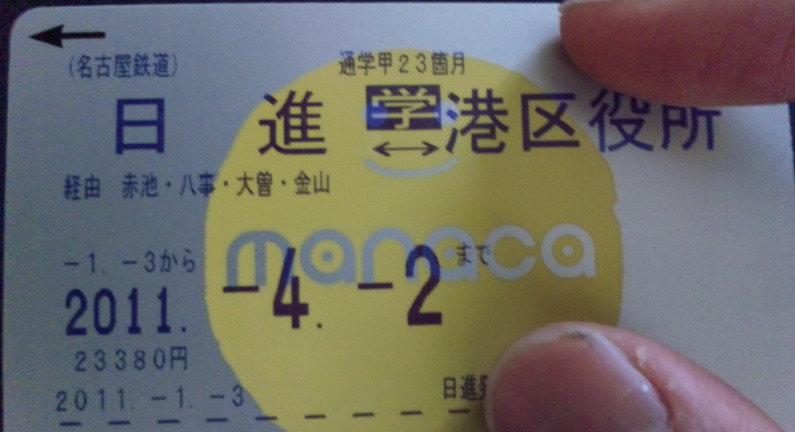 (名古屋鉄道) 通学甲23箇月
日進 学 ↔ 港区役所
経由 赤池・八事・大曽・金山
manaca
-1. -3から
2011. -4. -2まで
23380円
2011. -1. -3 日進発